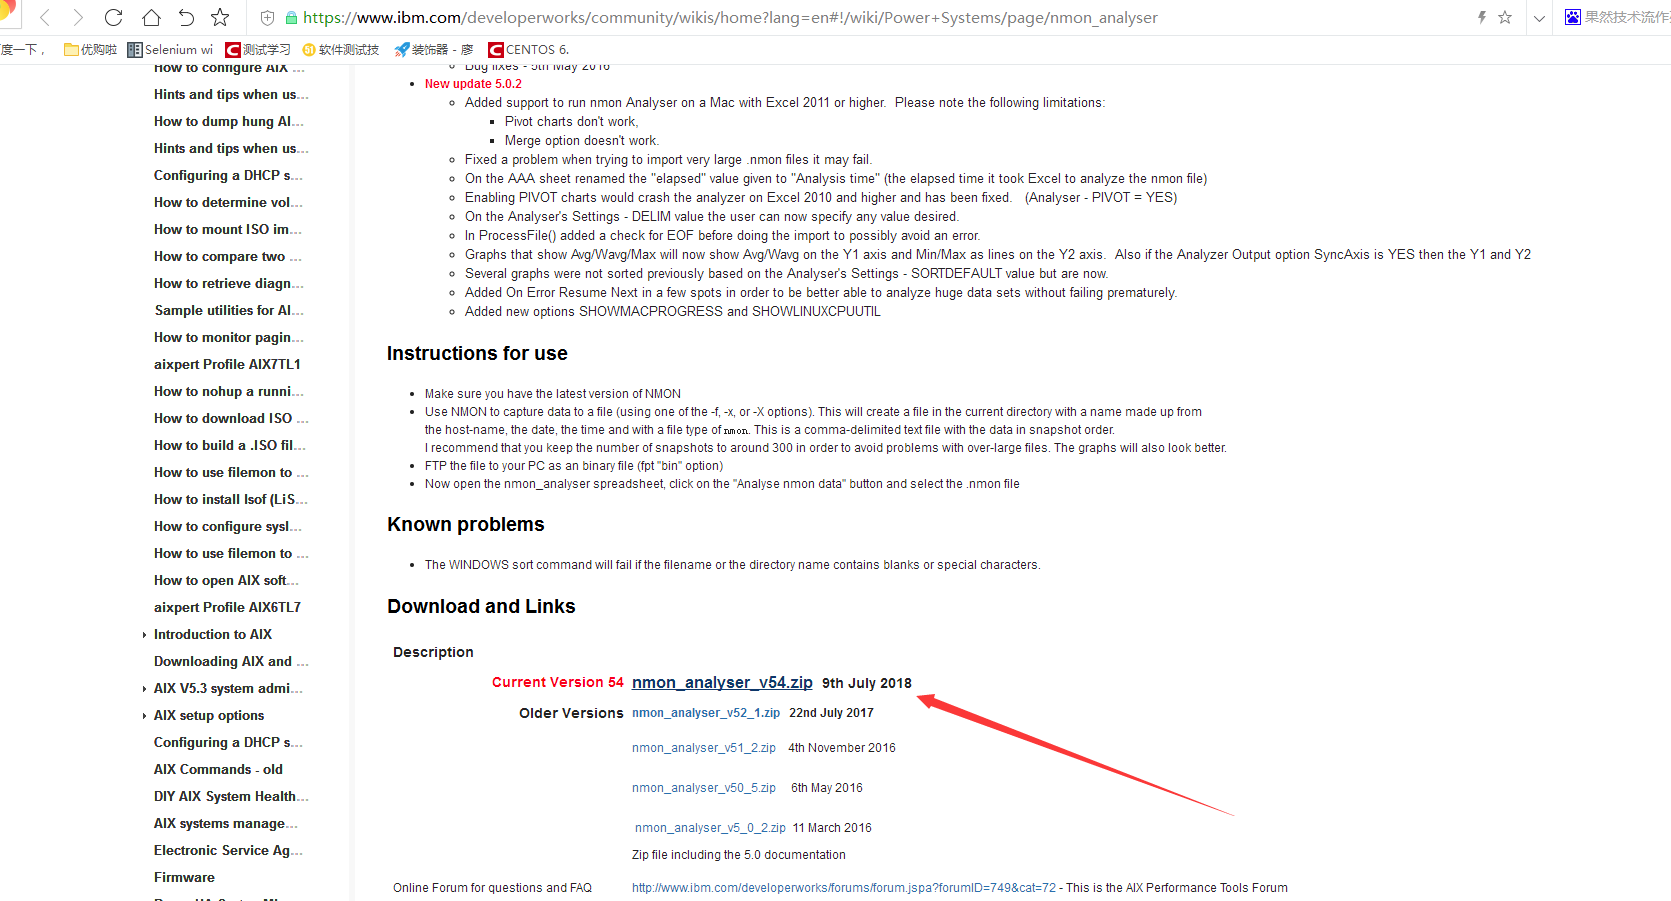 https://www.ibm.com/developerworks/community/wikis/home?lang=en#!/wiki/Power+Systems/page/nmon_analyser
果然技术流作
度一下，
优购啦
Selenium wi
测试学习
软件测试技
装饰器 - 廖
CENTOS 6.
How to configure AIX ...
Hints and tips when us...
How to dump hung AI...
Hints and tips when us...
Configuring a DHCP s...
How to determine vol...
How to mount ISO im...
How to compare two ...
How to retrieve diagn...
Sample utilities for AI...
How to monitor pagin...
aixpert Profile AIX7TL1
How to nohup a runni...
How to download ISO ...
How to build a .ISO fil...
How to use filemon to ...
How to install lsof (LiS...
How to configure sysl...
How to use filemon to ...
How to open AIX soft...
aixpert Profile AIX6TL7
Introduction to AIX
Downloading AIX and ...
AIX V5.3 system admi...
AIX setup options
Configuring a DHCP s...
AIX Commands - old
DIY AIX System Health...
AIX systems manage...
Electronic Service Ag...
Firmware
Bug fixes - 5th May 2016
New update 5.0.2
Added support to run nmon Analyser on a Mac with Excel 2011 or higher.  Please note the following limitations:
Pivot charts don't work,
Merge option doesn't work.
Fixed a problem when trying to import very large .nmon files it may fail.
On the AAA sheet renamed the "elapsed" value given to "Analysis time" (the elapsed time it took Excel to analyze the nmon file)
Enabling PIVOT charts would crash the analyzer on Excel 2010 and higher and has been fixed.   (Analyser - PIVOT = YES)
On the Analyser's Settings - DELIM value the user can now specify any value desired.
In ProcessFile() added a check for EOF before doing the import to possibly avoid an error.
Graphs that show Avg/Wavg/Max will now show Avg/Wavg on the Y1 axis and Min/Max as lines on the Y2 axis.  Also if the Analyzer Output option SyncAxis is YES then the Y1 and Y2
Several graphs were not sorted previously based on the Analyser's Settings - SORTDEFAULT value but are now.
Added On Error Resume Next in a few spots in order to be better able to analyze huge data sets without failing prematurely.
Added new options SHOWMACPROGRESS and SHOWLINUXCPUUTIL
Instructions for use
Make sure you have the latest version of NMON
Use NMON to capture data to a file (using one of the -f, -x, or -X options). This will create a file in the current directory with a name made up from
the host-name, the date, the time and with a file type of nmon. This is a comma-delimited text file with the data in snapshot order.
I recommend that you keep the number of snapshots to around 300 in order to avoid problems with over-large files. The graphs will also look better.
FTP the file to your PC as an binary file (fpt "bin" option)
Now open the nmon_analyser spreadsheet, click on the "Analyse nmon data" button and select the .nmon file
Known problems
The WINDOWS sort command will fail if the filename or the directory name contains blanks or special characters.
Download and Links
Description
Current Version 54 nmon_analyser_v54.zip 9th July 2018
Older Versions nmon_analyser_v52_1.zip 22nd July 2017
nmon_analyser_v51_2.zip 4th November 2016
nmon_analyser_v50_5.zip 6th May 2016
nmon_analyser_v5_0_2.zip 11 March 2016
Zip file including the 5.0 documentation
Online Forum for questions and FAQ http://www.ibm.com/developerworks/forums/forum.jspa?forumID=749&cat=72 - This is the AIX Performance Tools Forum